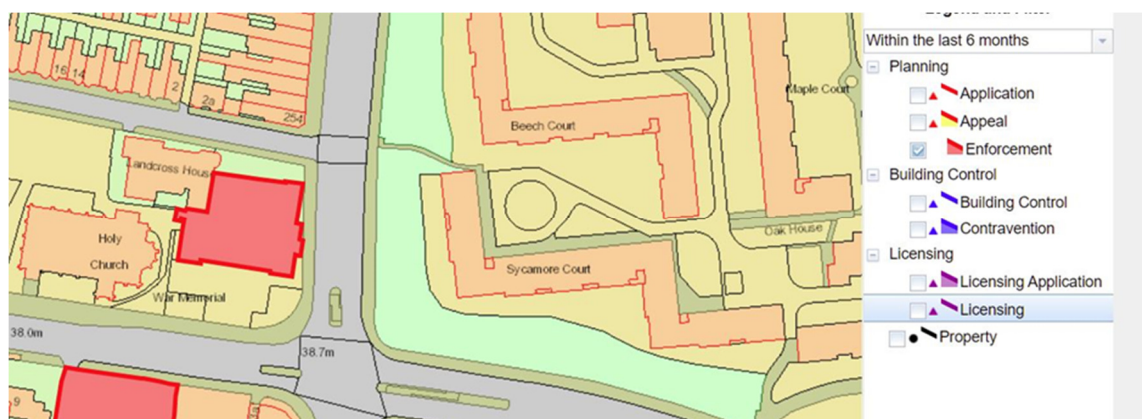 Within the last 6 months
Planning
Application
Appeal
Enforcement
Building Control
Building Control
Contravention
Licensing
Licensing Application
Licensing
Property
16 14
2
2a
254
Landcross House
Holy
Church
War Memorial
38.0m
38.7m
9
Beech Court
Maple Court
Oak House
Sycamore Court